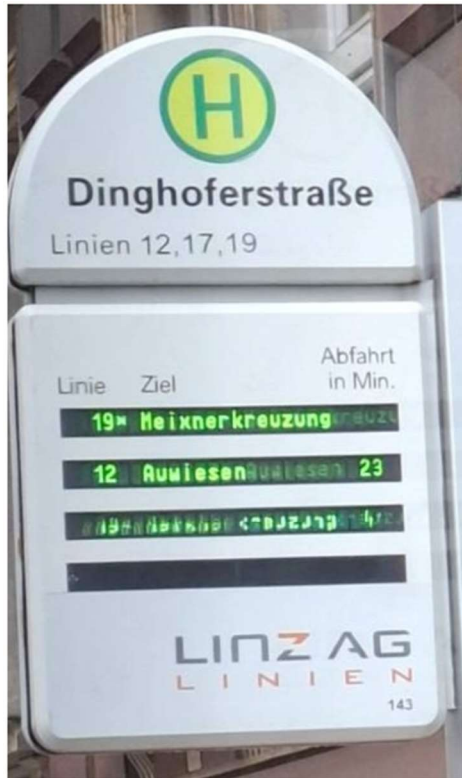 H
Dinghoferstraße
Linien 12,17,19
Abfahrt
Linie Ziel in Min.
19* Meixnerkreuzung
12 Auwiesen 23
LINZ AG
LINIEN
143